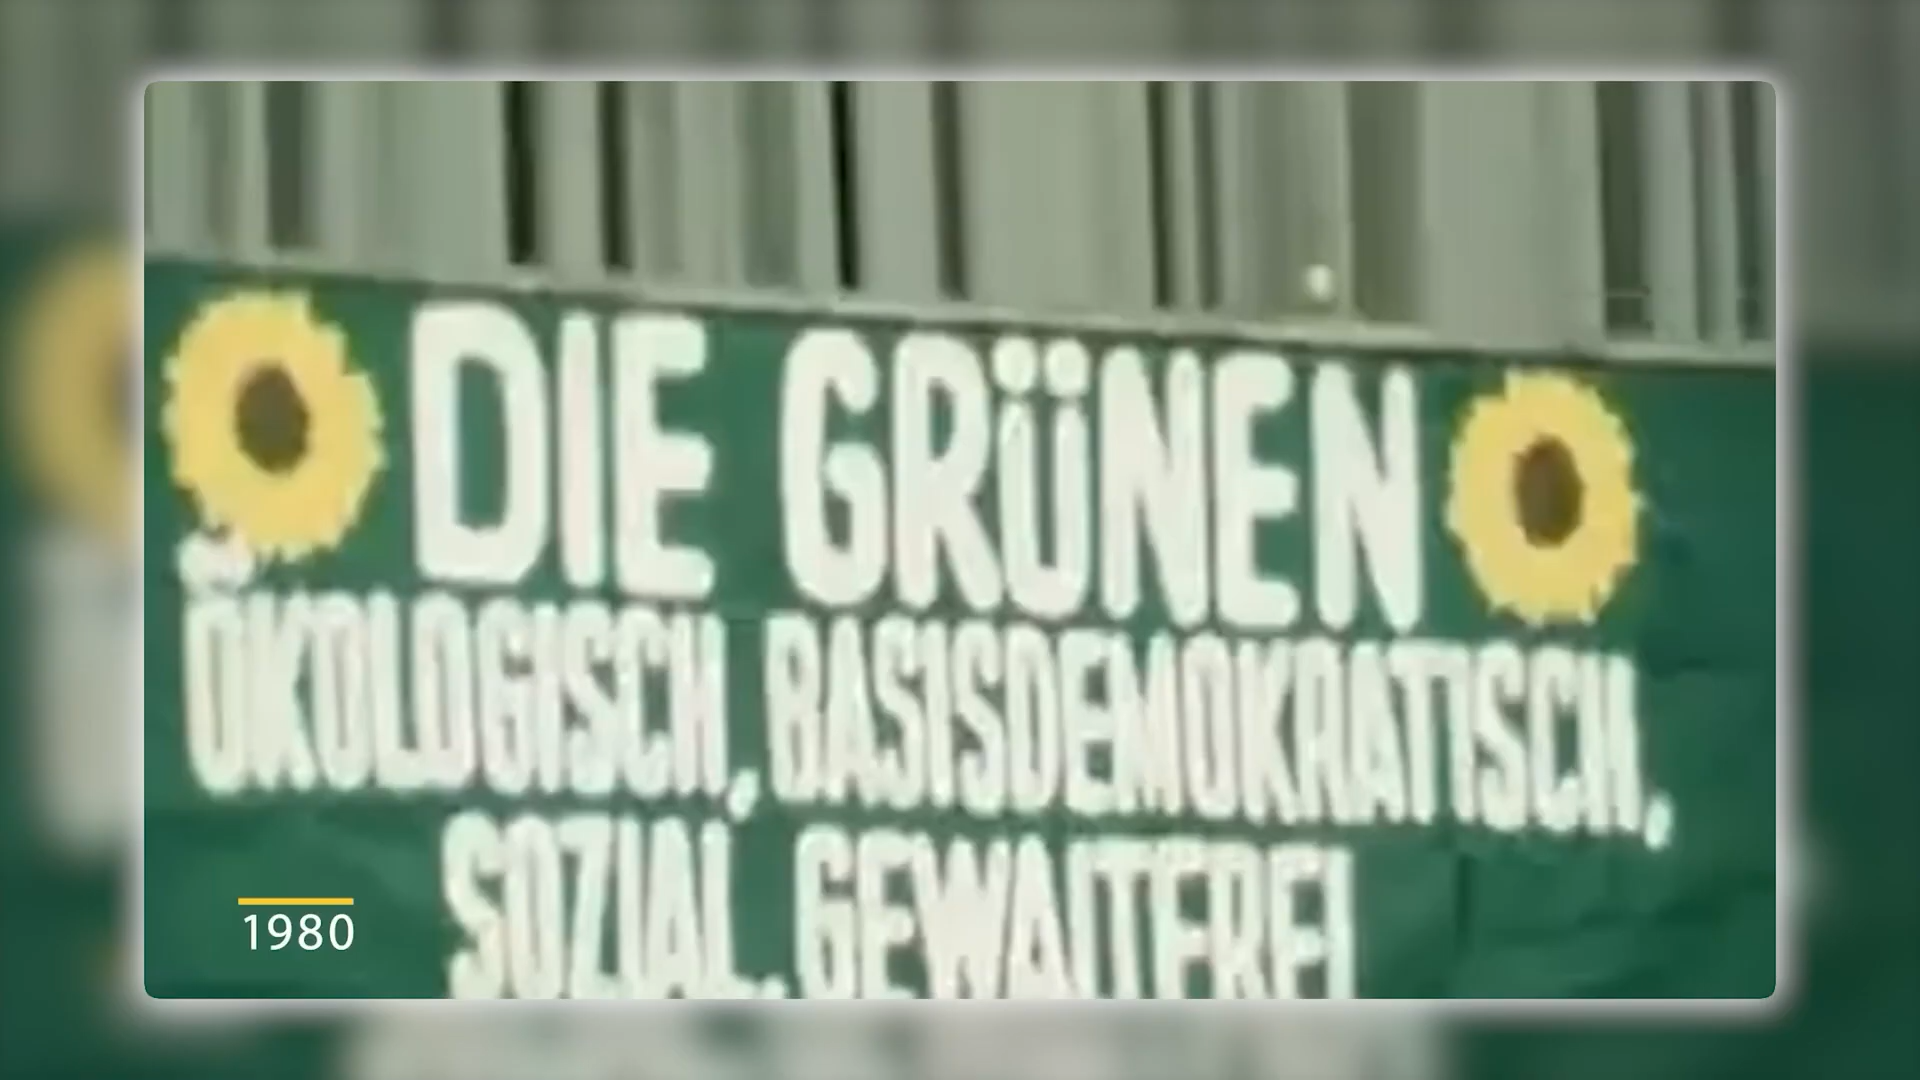 DIE GRÜNEN
ÖKOLOGISCH, BASISDEMOKRATISCH,
SOZIAL, GEWALTFREI
1980